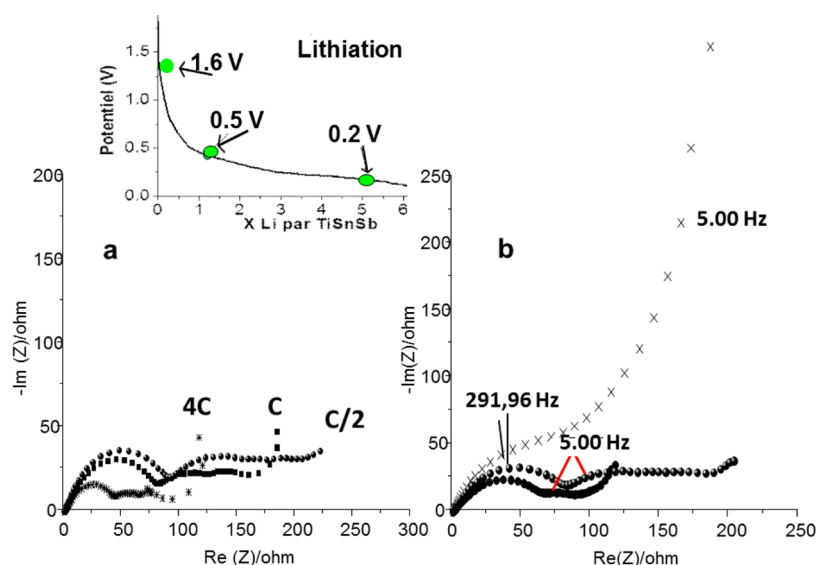 Lithiation
Potentiel (V)
1.5
1.0
0.5
0.0
1.6 V
0.5 V
0.2 V
0 1 2 3 4 5 6
X Li par TiSnSb
a
-Im (Z)/ohm
200
150
100
50
0
4C C C/2
0 50 100 150 200 250 300
Re (Z)/ohm
b
-Im(Z)/ohm
250
200
150
100
50
0
5.00 Hz
291,96 Hz
5.00 Hz
0 50 100 150 200 250
Re(Z)/ohm